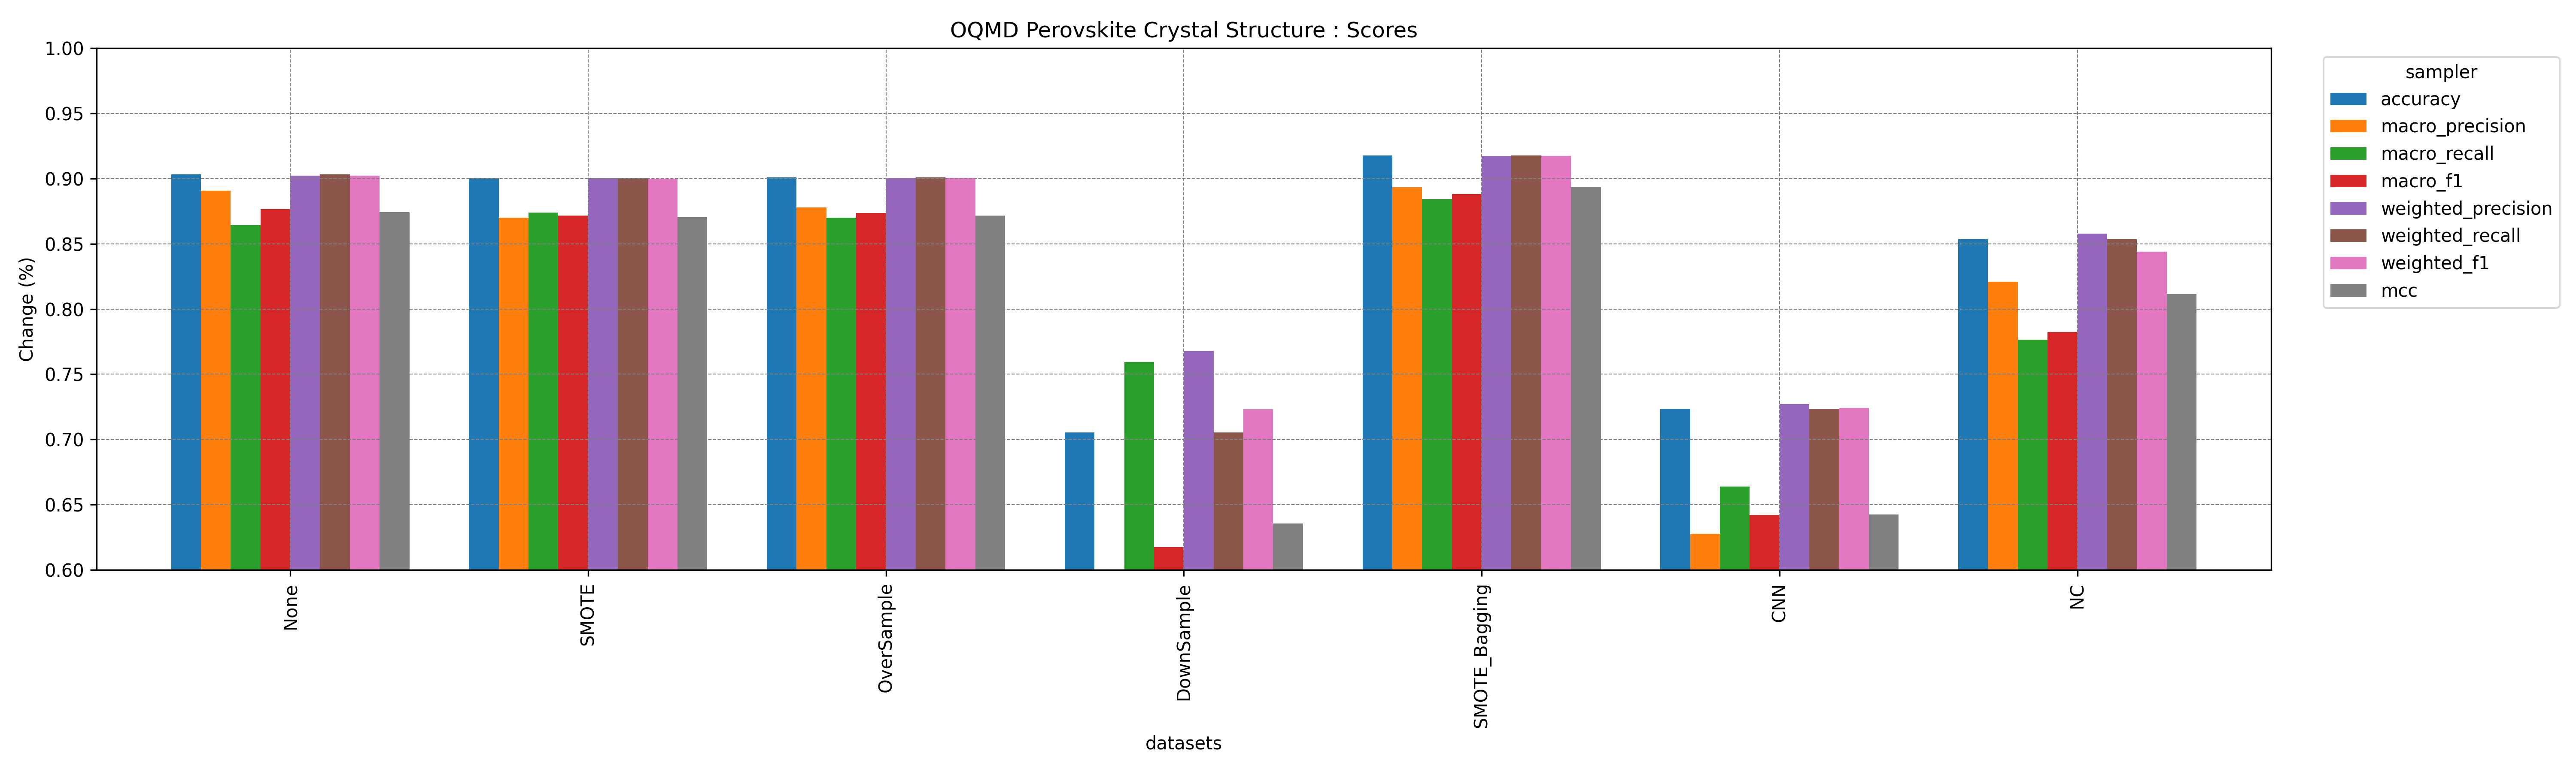 OQMD Perovskite Crystal Structure : Scores
Change (%)
1.00
0.95
0.90
0.85
0.80
0.75
0.70
0.65
0.60
None
SMOTE
OverSample
DownSample
SMOTE_Bagging
CNN
NC
datasets
sampler
accuracy
macro_precision
macro_recall
macro_f1
weighted_precision
weighted_recall
weighted_f1
mcc